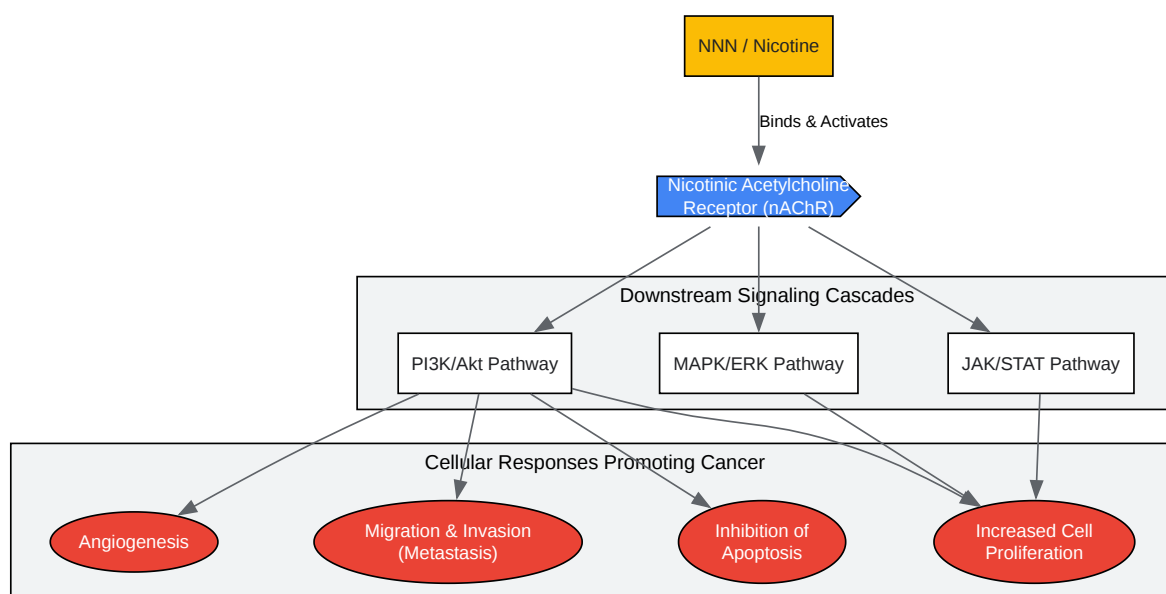 NNN / Nicotine
Binds & Activates
Nicotinic Acetylcholine
Receptor (nAChR)
Downstream Signaling Cascades
PI3K/Akt Pathway
MAPK/ERK Pathway
JAK/STAT Pathway
Cellular Responses Promoting Cancer
Angiogenesis
Migration & Invasion
(Metastasis)
Inhibition of
Apoptosis
Increased Cell
Proliferation